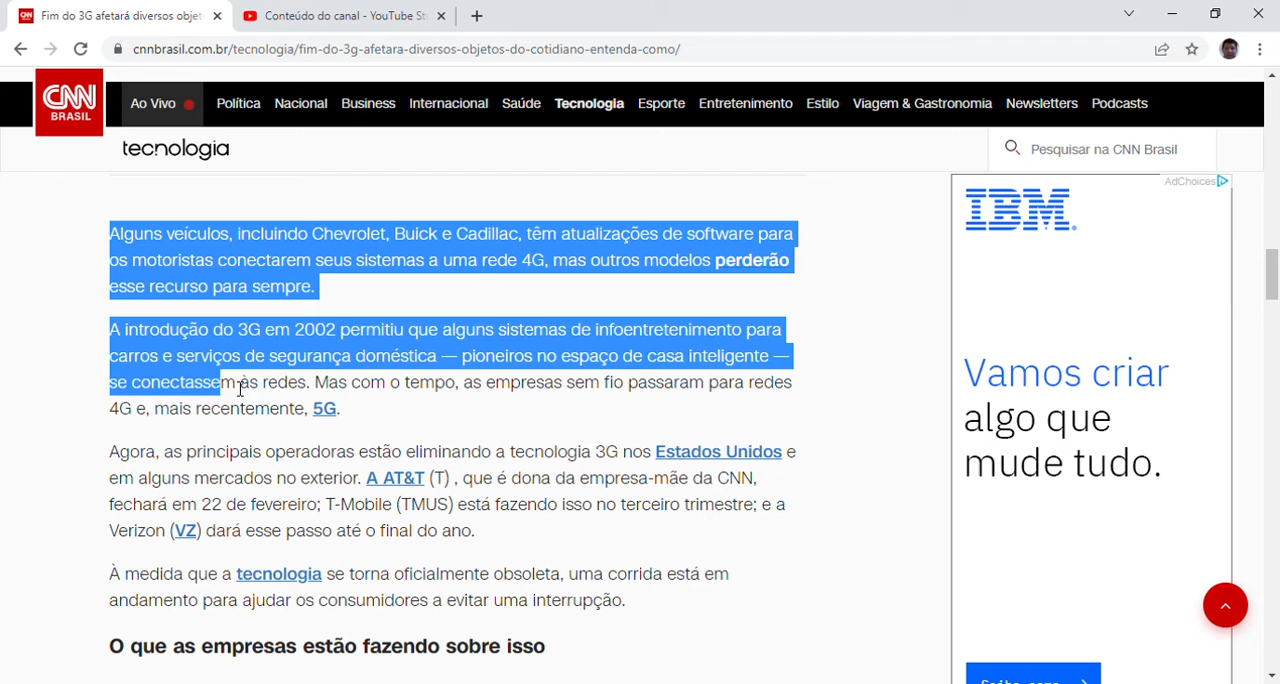 Fim do 3G afetará diversos objet
Conteúdo do canal - YouTube St
cnnbrasil.com.br/tecnologia/fim-do-3g-afetara-diversos-objetos-do-cotidiano-entenda-como/
CNN
BRASIL
Ao Vivo
Política
Nacional
Business
Internacional
Saúde
Tecnologia
Esporte
Entretenimento
Estilo
Viagem & Gastronomia
Newsletters
Podcasts
tecnologia
Pesquisar na CNN Brasil
Alguns veículos, incluindo Chevrolet, Buick e Cadillac, têm atualizações de software para
os motoristas conectarem seus sistemas a uma rede 4G, mas outros modelos perderão
esse recurso para sempre.
A introdução do 3G em 2002 permitiu que alguns sistemas de infoentretenimento para
carros e serviços de segurança doméstica — pioneiros no espaço de casa inteligente —
se conectassem às redes. Mas com o tempo, as empresas sem fio passaram para redes
4G e, mais recentemente, 5G.
Agora, as principais operadoras estão eliminando a tecnologia 3G nos Estados Unidos e
em alguns mercados no exterior. A AT&T (T) , que é dona da empresa-mãe da CNN,
fechará em 22 de fevereiro; T-Mobile (TMUS) está fazendo isso no terceiro trimestre; e a
Verizon (VZ) dará esse passo até o final do ano.
À medida que a tecnologia se torna oficialmente obsoleta, uma corrida está em
andamento para ajudar os consumidores a evitar uma interrupção.
O que as empresas estão fazendo sobre isso
AdChoices
IBM
Vamos criar
algo que
mude tudo.